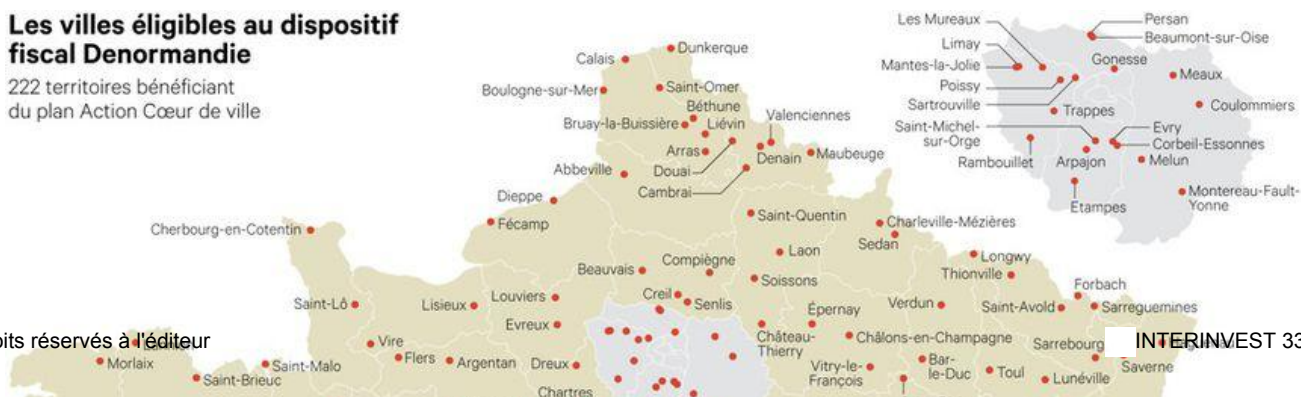 Les villes éligibles au dispositif
fiscal Denormandie
222 territoires bénéficiant
du plan Action Cœur de ville
Dunkerque
Calais
Boulogne-sur-Mer
Saint-Omer
Béthune
Bruay-la-Buissière
Liévin
Valenciennes
Arras
Denain
Maubeuge
Abbeville
Douai
Cambrai
Dieppe
Fécamp
Cherbourg-en-Cotentin
Saint-Quentin
Charleville-Mézières
Sedan
Laon
Compiègne
Beauvais
Soissons
Longwy
Thionville
Forbach
Saint-Lô
Lisieux
Louviers
Creil
Senlis
Épernay
Verdun
Saint-Avold
Sarreguemines
Evreux
Château-
Thierry
Châlons-en-Champagne
Sarrebourg
Saverne
Vire
Flers
Argentan
Dreux
Vitry-le-
François
Bar-
le-Duc
Toul
Lunéville
Morlaix
Saint-Malo
Saint-Brieuc
Chartres
Les Mureaux
Limay
Mantes-la-Jolie
Poissy
Sartrouville
Trappes
Saint-Michel-
sur-Orge
Rambouillet
Arpajon
Etampes
Persan
Beaumont-sur-Oise
Gonesse
Meaux
Coulommiers
Evry
Corbeil-Essonnes
Melun
Montereau-Fault-
Yonne
its réservés à l'éditeur
INTERINVEST 33